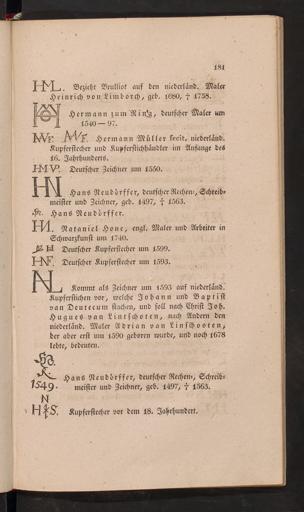 181
HML. Bezieht Brulliot auf den niederländ. Maler
Heinrich von Limborch, geb. 1680, † 1758.
Hermann zum Ring, deutscher Maler um
1540 — 97.
Hermann Müller fecit, niederländ.
Kupferstecher und Kupferstichhändler im Anfange des
16. Jahrhunderts.
Deutscher Zeichner um 1550.
HN Hans Neudörffer, deutscher Rechen-, Schreib-
meister und Zeichner, geb. 1497, † 1563.
Hans Neudörffer.
HN. Nataniel Hone, engl. Maler und Arbeiter in
Schwarzkunst um 1740.
Deutscher Kupferstecher um 1599.
HNF. Deutscher Kupferstecher um 1593.
Kommt als Zeichner um 1593 auf niederländ.
Kupferstichen vor, welche Johann und Baptist
van Deutecum stachen, und soll nach Christ Joh.
Hugues van Lintschoten, nach Andern den
niederländ. Maler Adrian van Linschooten,
der aber erst um 1590 geboren wurde, und noch 1678
lebte, bedeuten.
1549. Hans Neudörffer, deutscher Rechen-, Schreib-
meister und Zeichner, geb. 1497, † 1563.
N
Kupferstecher vor dem 18. Jahrhundert.